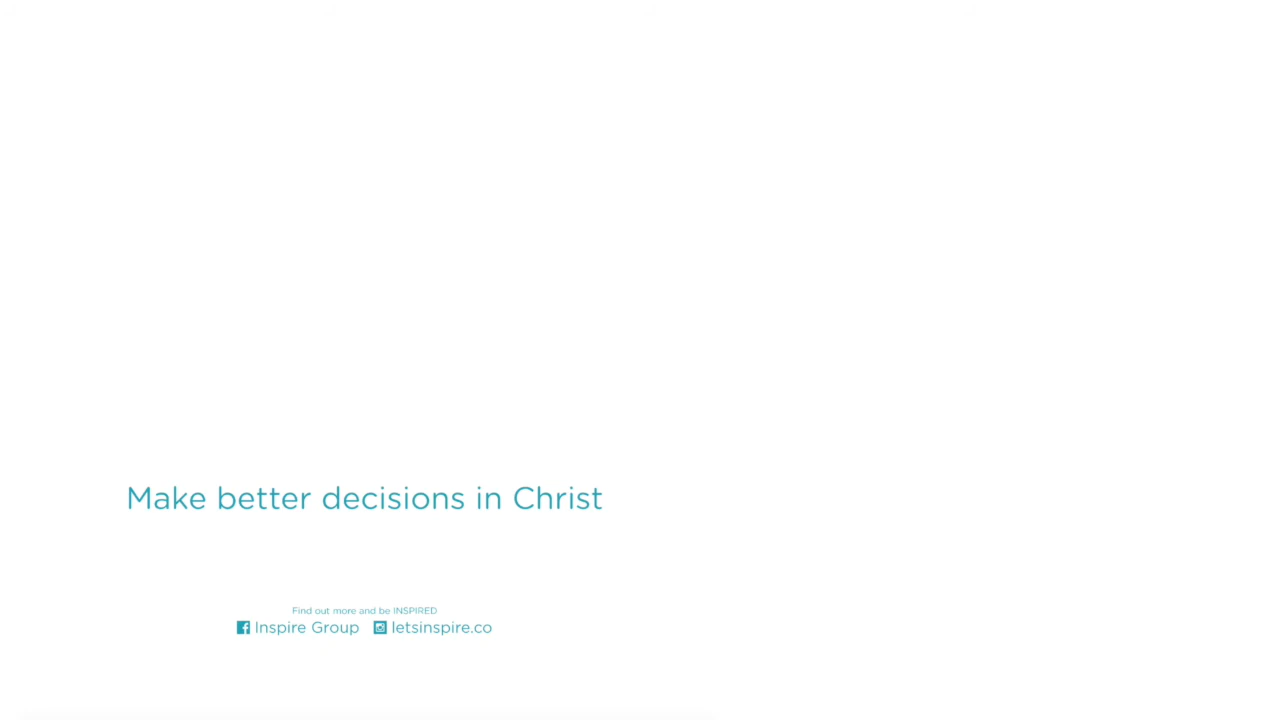 Make better decisions in Christ
Find out more and be INSPIRED
Inspire Group letsinspire.co